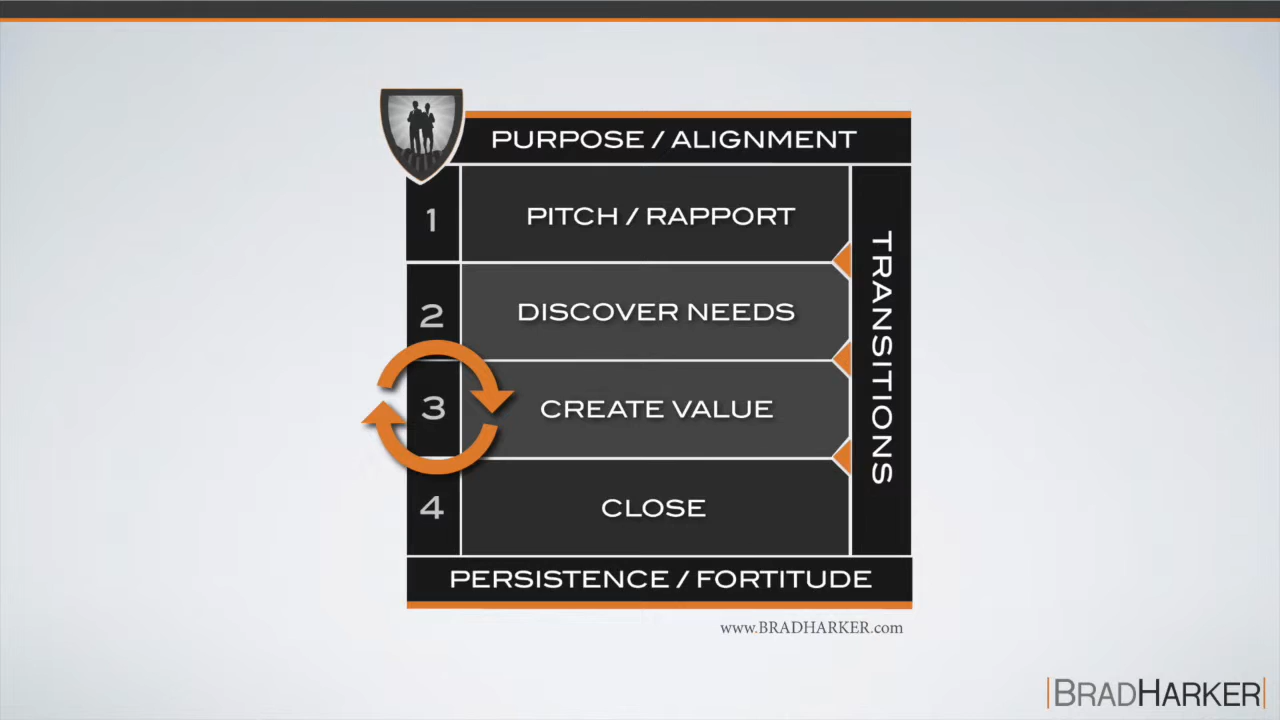 PURPOSE / ALIGNMENT
1
PITCH / RAPPORT
2
DISCOVER NEEDS
3
CREATE VALUE
4
CLOSE
TRANSITIONS
PERSISTENCE / FORTITUDE
www.BRADHARKER.com
|BRADHARKER|